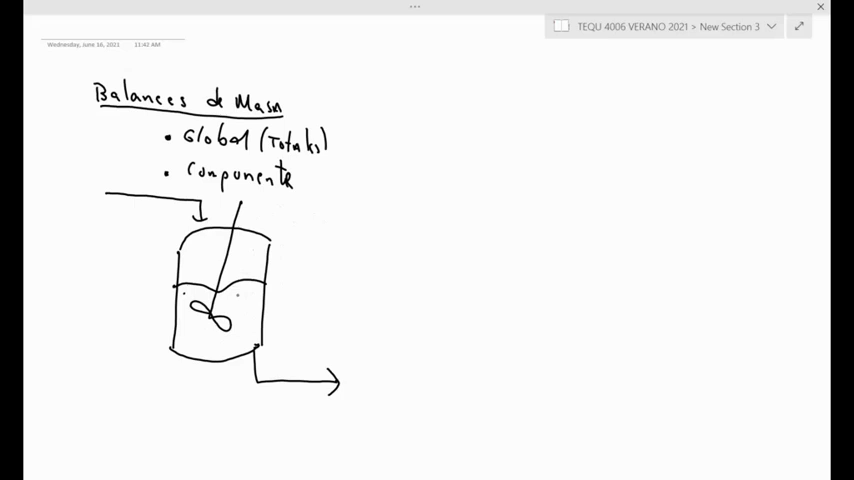 TEQU 4006 VERANO 2021 > New Section 3
Wednesday, June 16, 2021 11:42 AM
Balances de Masa
• Global (Totales)
• Componente